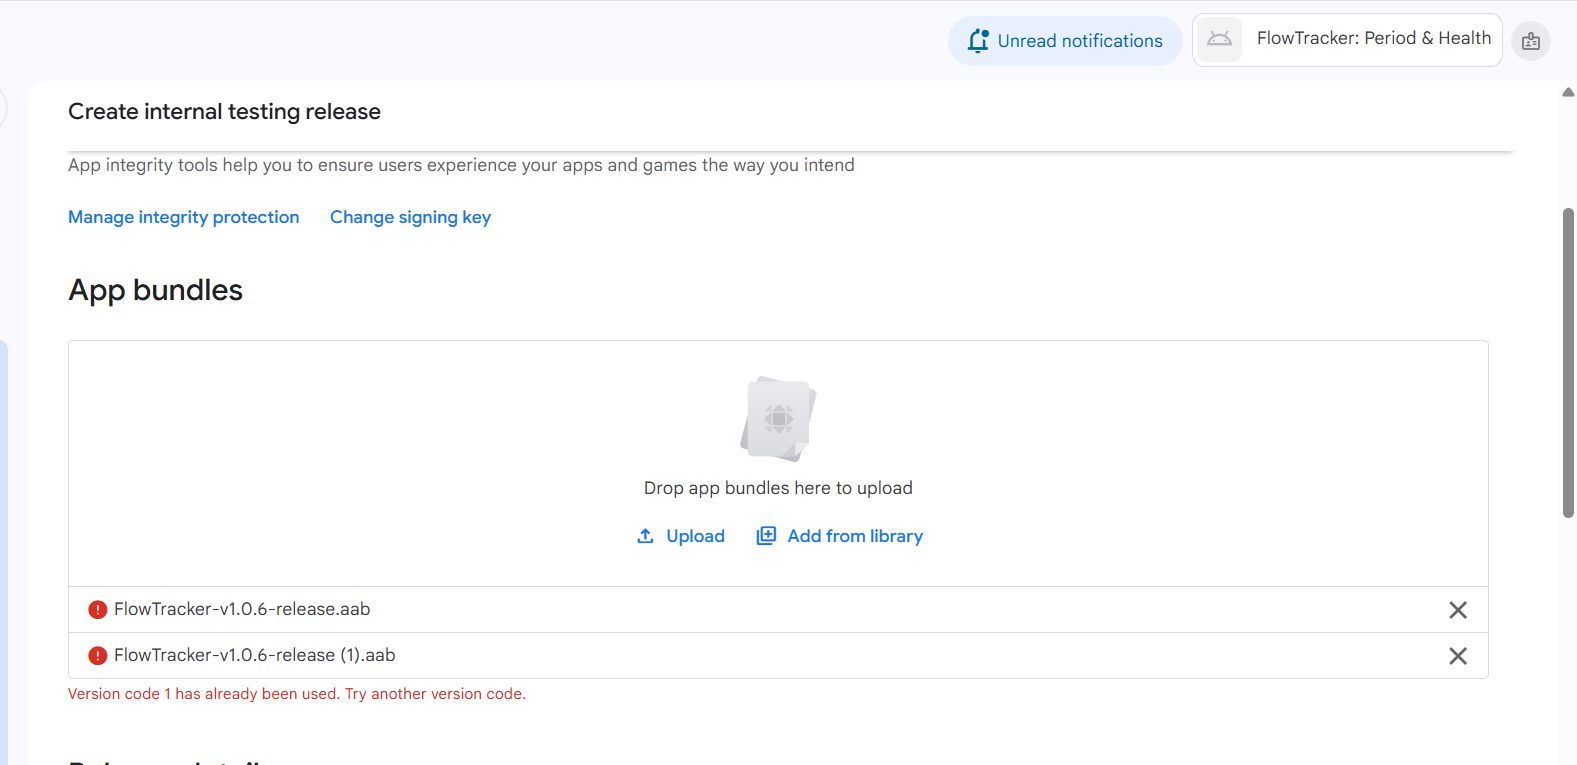 Unread notifications
FlowTracker: Period & Health
Create internal testing release
App integrity tools help you to ensure users experience your apps and games the way you intend
Manage integrity protection Change signing key
App bundles
Drop app bundles here to upload
Upload Add from library
FlowTracker-v1.0.6-release.aab
FlowTracker-v1.0.6-release (1).aab
Version code 1 has already been used. Try another version code.